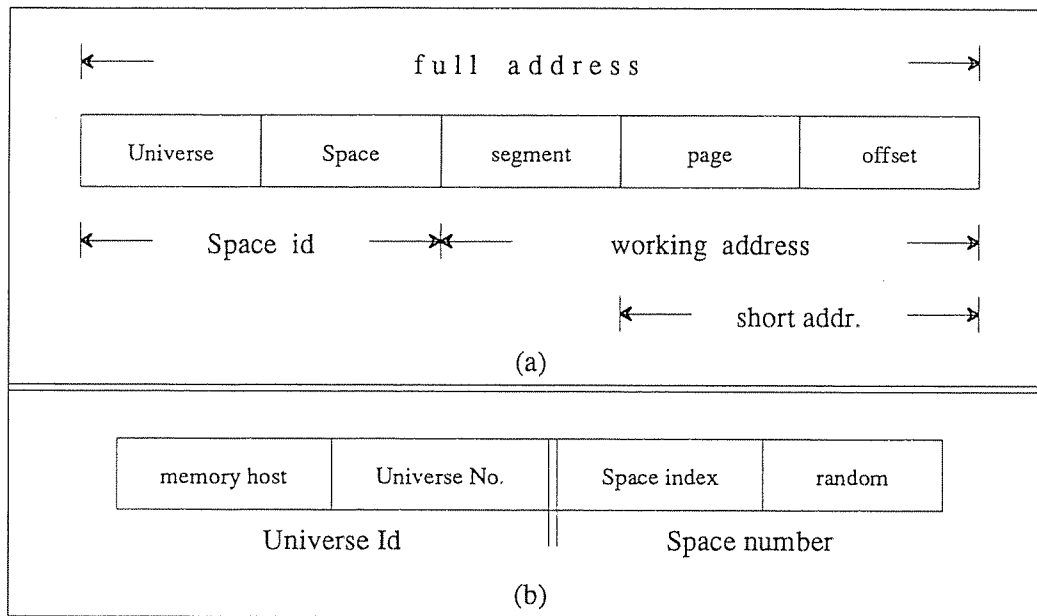 full address
Universe Space segment page offset
Space id working address
short addr.
(a)
memory host Universe No. Space index random
Universe Id Space number
(b)